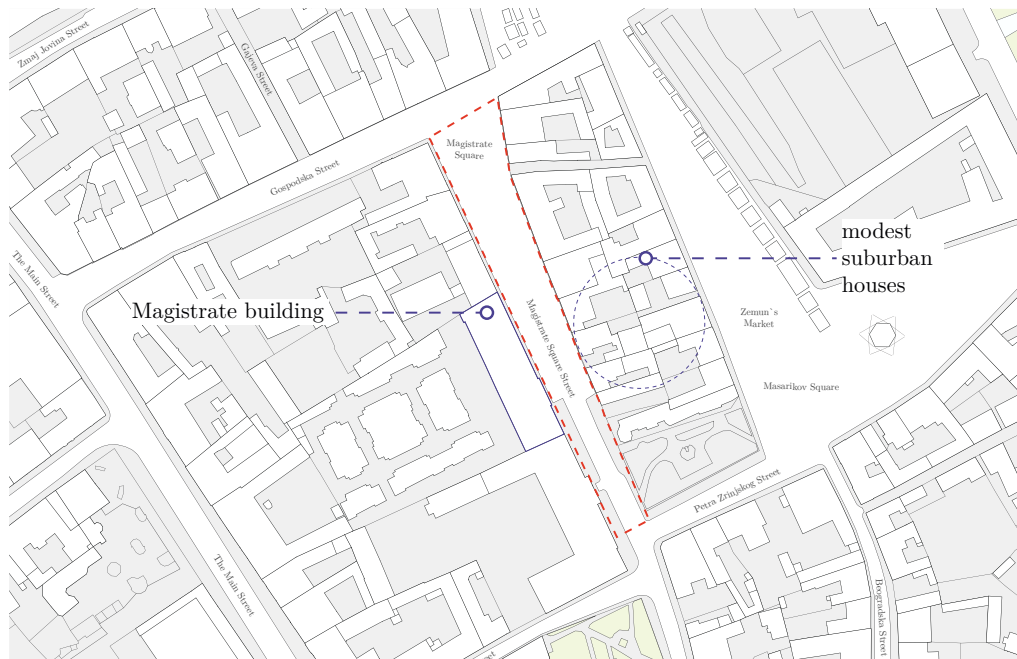 Zmaj Jovina Street
Gajeva Street
Magistrate
Square
Gospodska Street
modest
suburban
houses
The Main Street
Magistrate building
Magistrate Square Street
Zemun`s
Market
Masarikov Square
Petra Zrinjskog Street
The Main Street
Beogradska Street